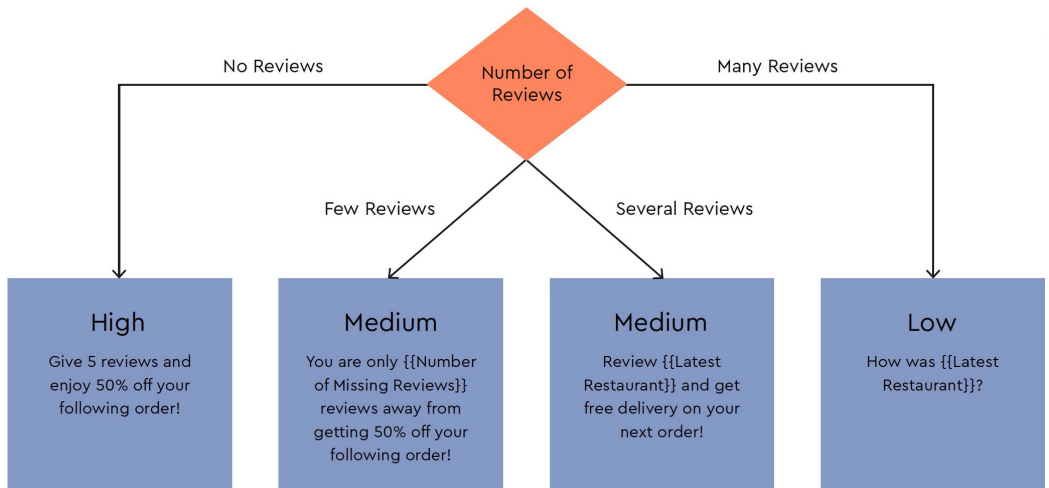 Number of
Reviews
No Reviews
Many Reviews
Few Reviews
Several Reviews
High
Give 5 reviews and
enjoy 50% off your
following order!
Medium
You are only {{Number
of Missing Reviews}}
reviews away from
getting 50% off your
following order!
Medium
Review {{Latest
Restaurant}} and get
free delivery on your
next order!
Low
How was {{Latest
Restaurant}}?